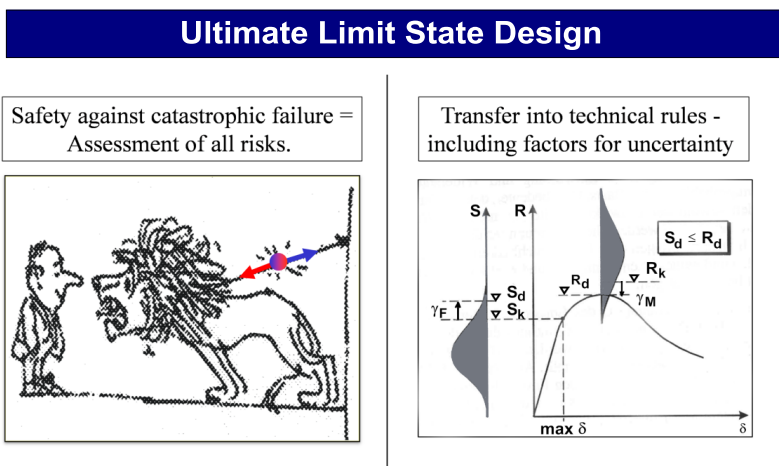 Ultimate Limit State Design
Safety against catastrophic failure =
Assessment of all risks.
Transfer into technical rules -
including factors for uncertainty
S R
Sd ≤ Rd
Rd
Rk
Sd
γM
γF
Sk
max δ
δ